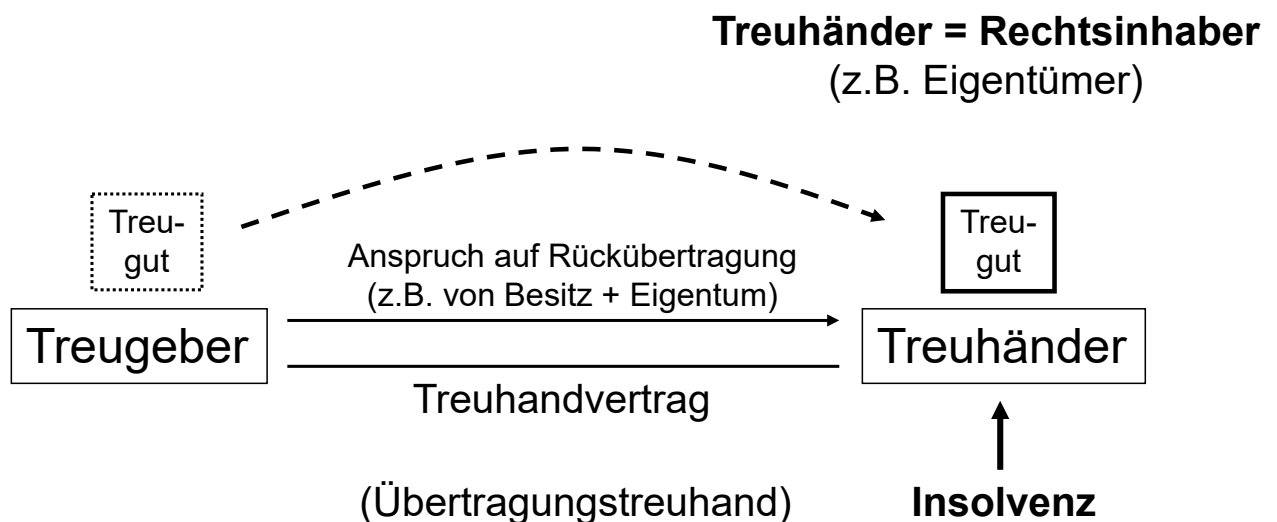 Treuhänder = Rechtsinhaber
(z.B. Eigentümer)
Treu-
gut
Treu-
gut
Anspruch auf Rückübertragung
(z.B. von Besitz + Eigentum)
Treugeber
Treuhänder
Treuhandvertrag
(Übertragungstreuhand)
Insolvenz